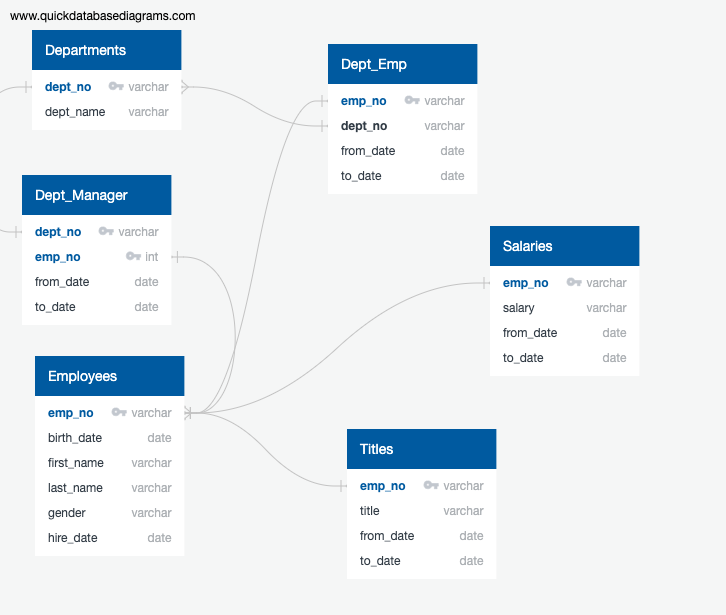 www.quickdatabasediagrams.com
Departments
dept_no varchar
dept_name varchar
Dept_Emp
emp_no varchar
dept_no varchar
from_date date
to_date date
Dept_Manager
dept_no varchar
emp_no int
from_date date
to_date date
Salaries
emp_no varchar
salary varchar
from_date date
to_date date
Employees
emp_no varchar
birth_date date
first_name varchar
last_name varchar
gender varchar
hire_date date
Titles
emp_no varchar
title varchar
from_date date
to_date date